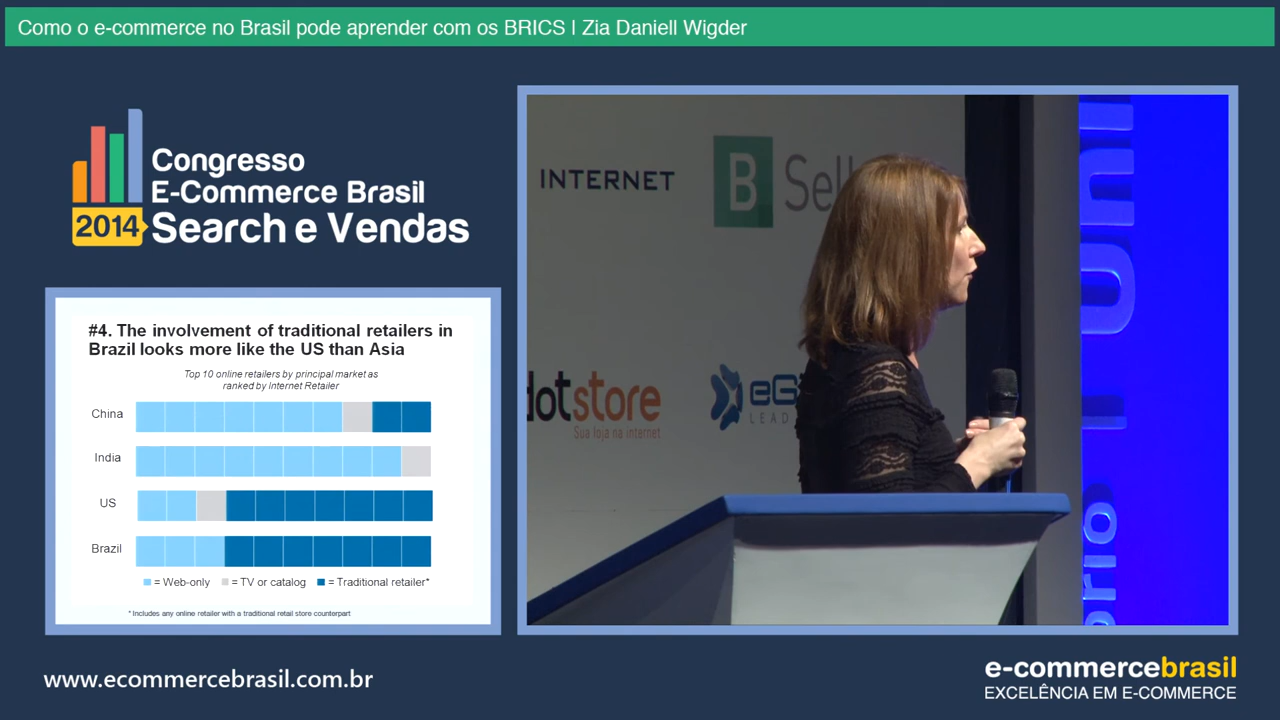 Como o e-commerce no Brasil pode aprender com os BRICS | Zia Daniell Wigder
Congresso
E-Commerce Brasil
2014 Search e Vendas
#4. The involvement of traditional retailers in
Brazil looks more like the US than Asia
Top 10 online retailers by principal market as
ranked by Internet Retailer
China
India
US
Brazil
= Web-only = TV or catalog = Traditional retailer*
* Includes any online retailer with a traditional retail store counterpart
INTERNET
B
dotstore
Sua loja na internet
www.ecommercebrasil.com.br
e-commercebrasil
EXCELÊNCIA EM E-COMMERCE